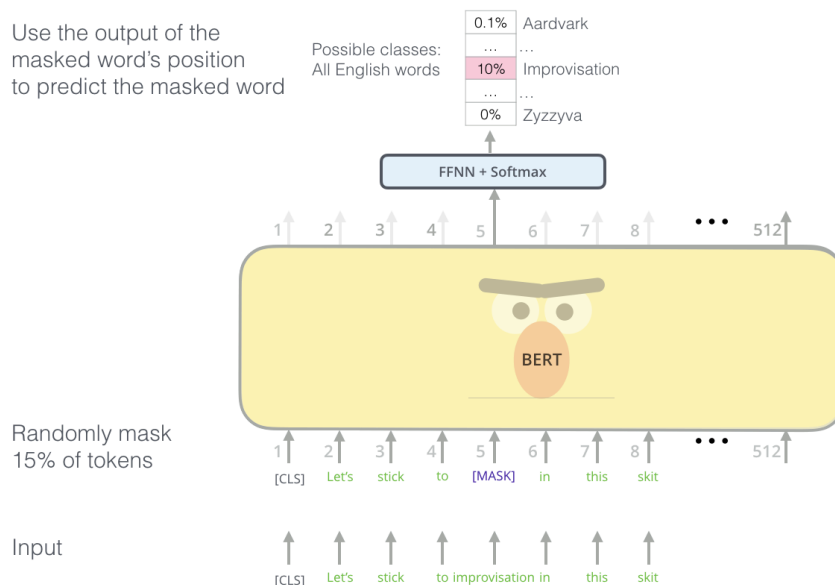 Use the output of the
masked word's position
to predict the masked word
Possible classes:
All English words
0.1% Aardvark
... ...
10% Improvisation
... ...
0% Zyzzyva
FFNN + Softmax
1 2 3 4 5 6 7 8 ••• 512
BERT
Randomly mask
15% of tokens
1 2 3 4 5 6 7 8 ••• 512
[CLS] Let's stick to [MASK] in this skit
Input
[CLS] Let's stick to improvisation in this skit